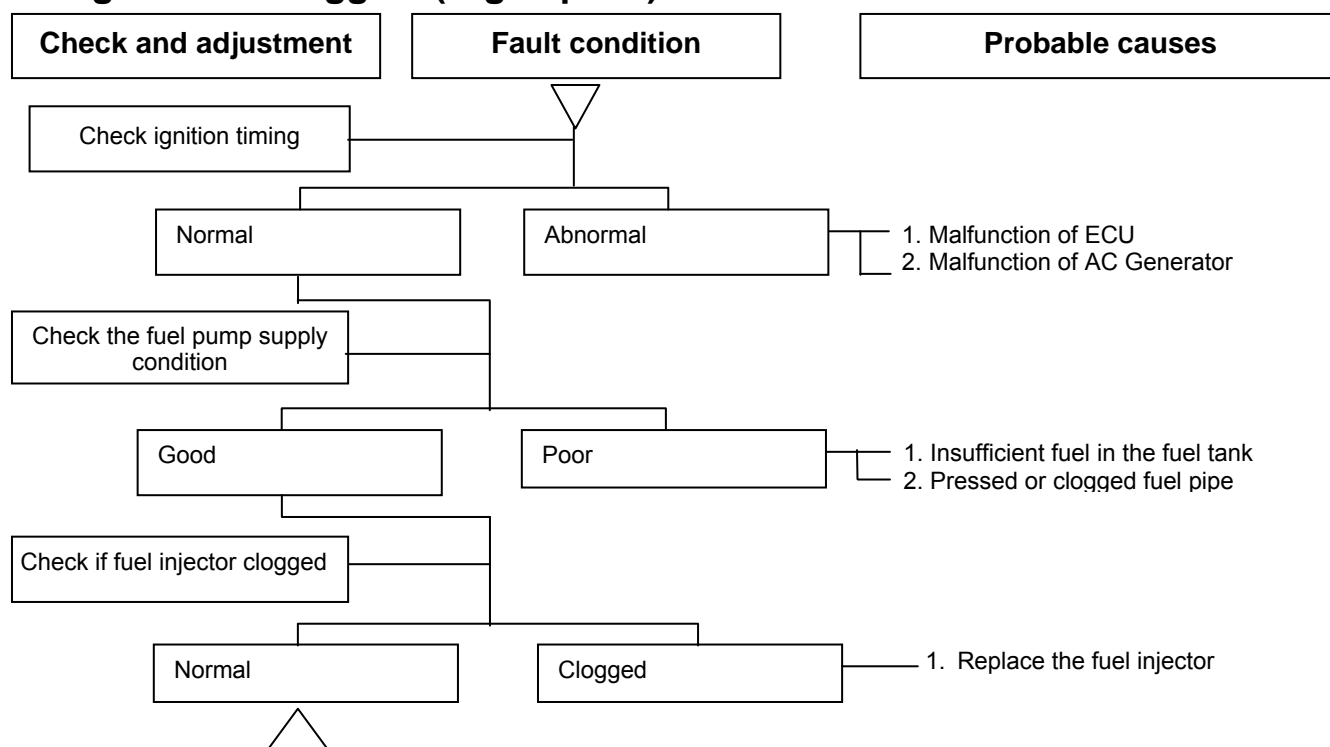 Check and adjustment
Fault condition
Probable causes
Check ignition timing
Normal
Abnormal
1. Malfunction of ECU
2. Malfunction of AC Generator
Check the fuel pump supply
condition
Good
Poor
1. Insufficient fuel in the fuel tank
2. Pressed or clogged fuel pipe
Check if fuel injector clogged
Normal
Clogged
1. Replace the fuel injector